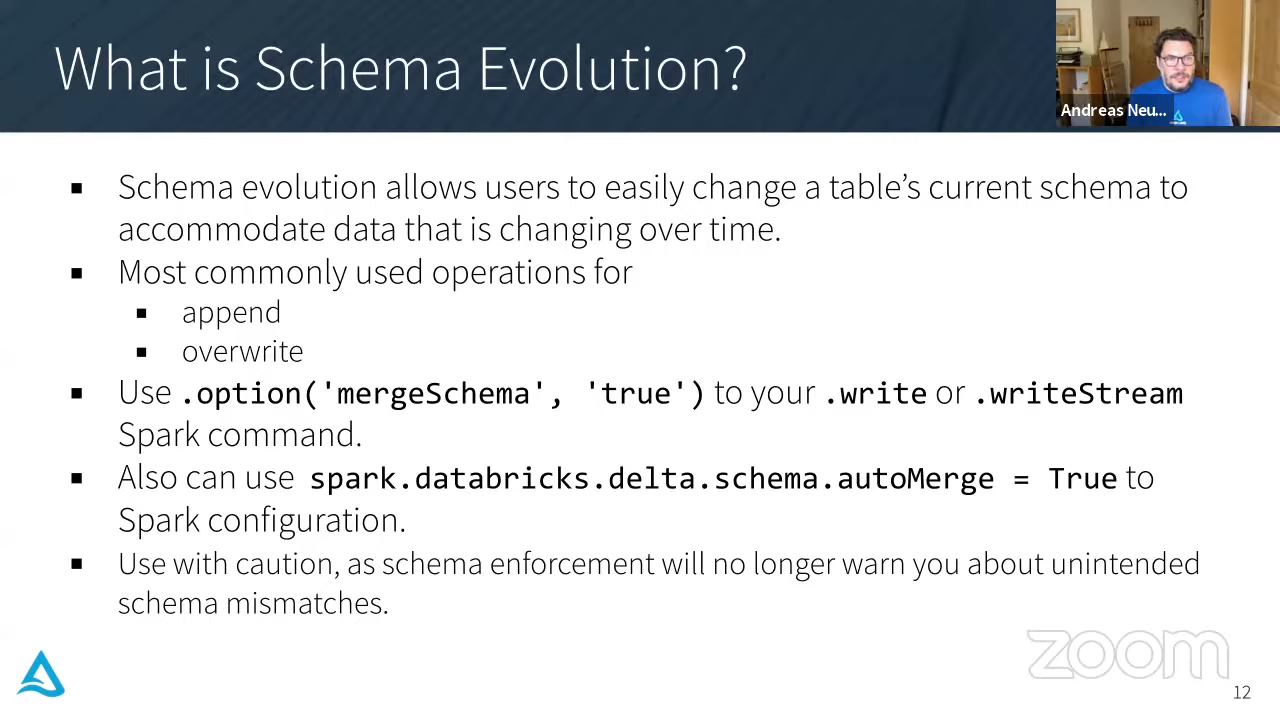 What is Schema Evolution?
Andreas Neu...
▪ Schema evolution allows users to easily change a table’s current schema to
accommodate data that is changing over time.
▪ Most commonly used operations for
▪ append
▪ overwrite
▪ Use .option('mergeSchema', 'true') to your .write or .writeStream
Spark command.
▪ Also can use spark.databricks.delta.schema.autoMerge = True to
Spark configuration.
▪ Use with caution, as schema enforcement will no longer warn you about unintended
schema mismatches.
zoom
12